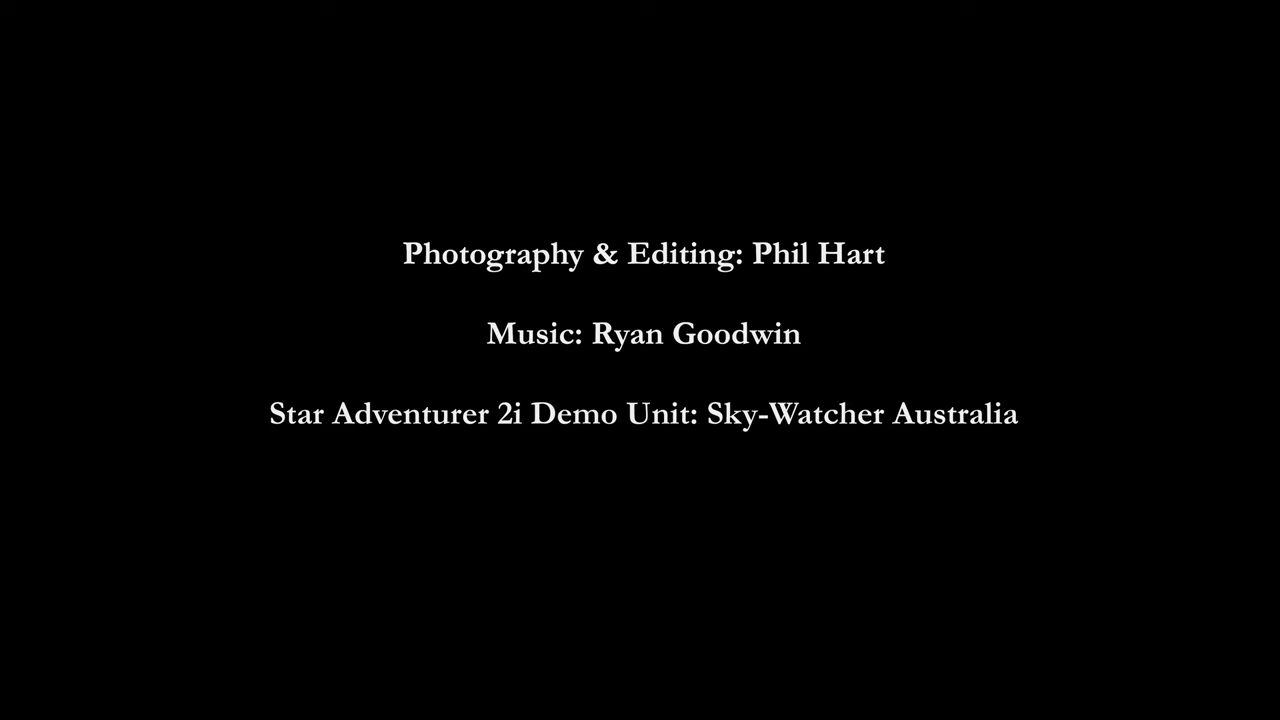 Photography & Editing: Phil Hart
Music: Ryan Goodwin
Star Adventurer 2i Demo Unit: Sky-Watcher Australia